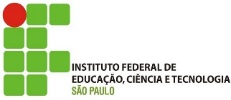 INSTITUTO FEDERAL DE
EDUCAÇÃO, CIÊNCIA E TECNOLOGIA
SÃO PAULO